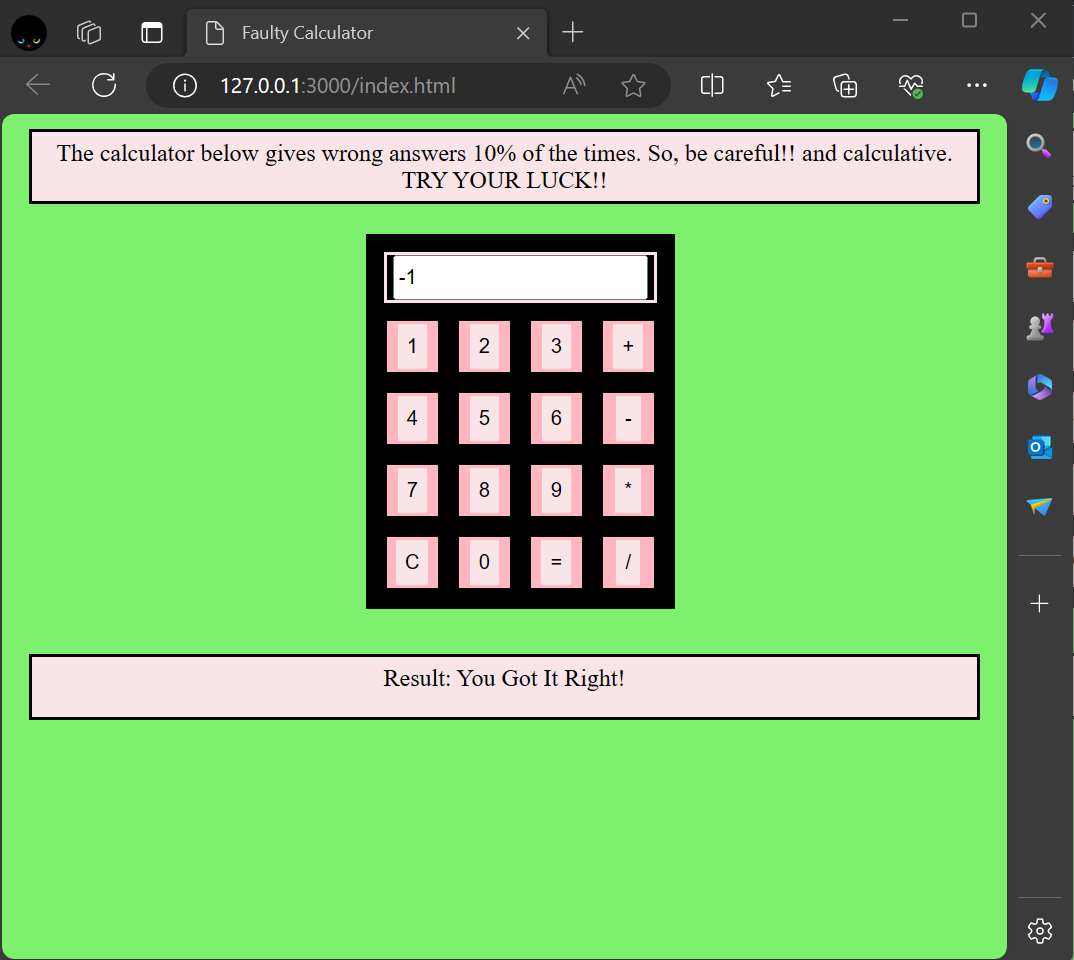 Faulty Calculator
127.0.0.1:3000/index.html
The calculator below gives wrong answers 10% of the times. So, be careful!! and calculative.
TRY YOUR LUCK!!
-1
1 2 3 +
4 5 6 -
7 8 9 *
C 0 = /
Result: You Got It Right!